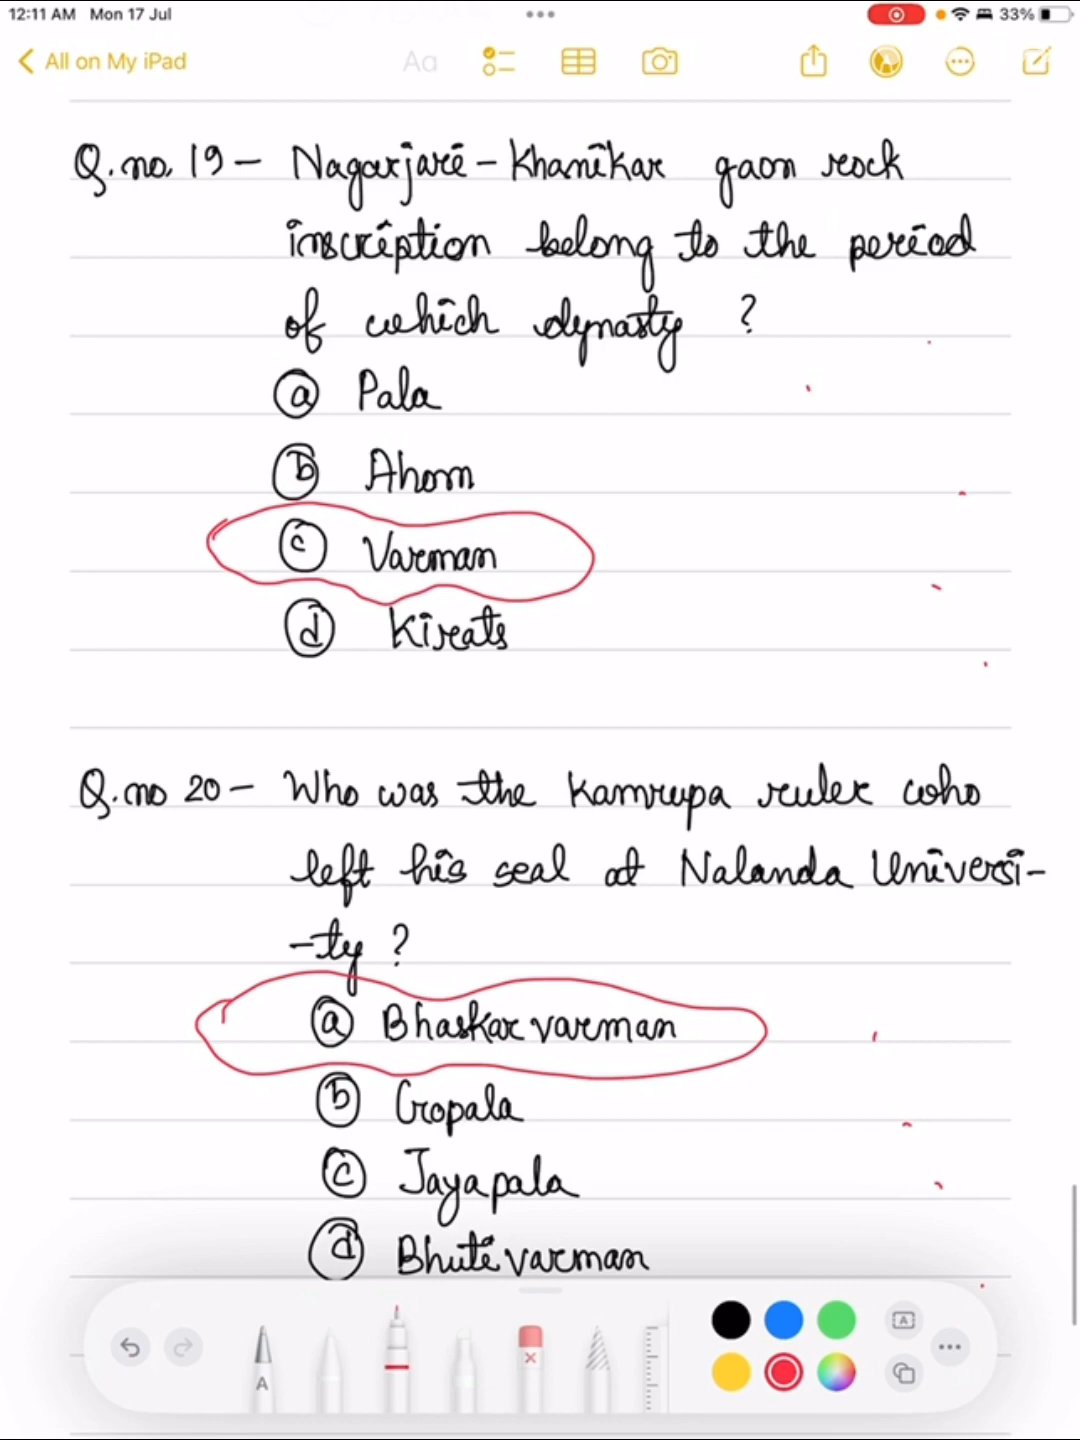 12:11 AM Mon 17 Jul
33%
All on My iPad
Aa
Q. no. 19 – Nagarjari - Khanikar gaon rock
inscription belong to the period
of which dynasty ?
(a) Pala
(b) Ahom
(c) Varman
(d) Kirats
Q. no 20 – Who was the Kamrupa ruler who
left his seal at Nalanda Universi-
-ty ?
(a) Bhaskar varman
(b) Gopala
(c) Jayapala
(d) Bhuti varman
A
A